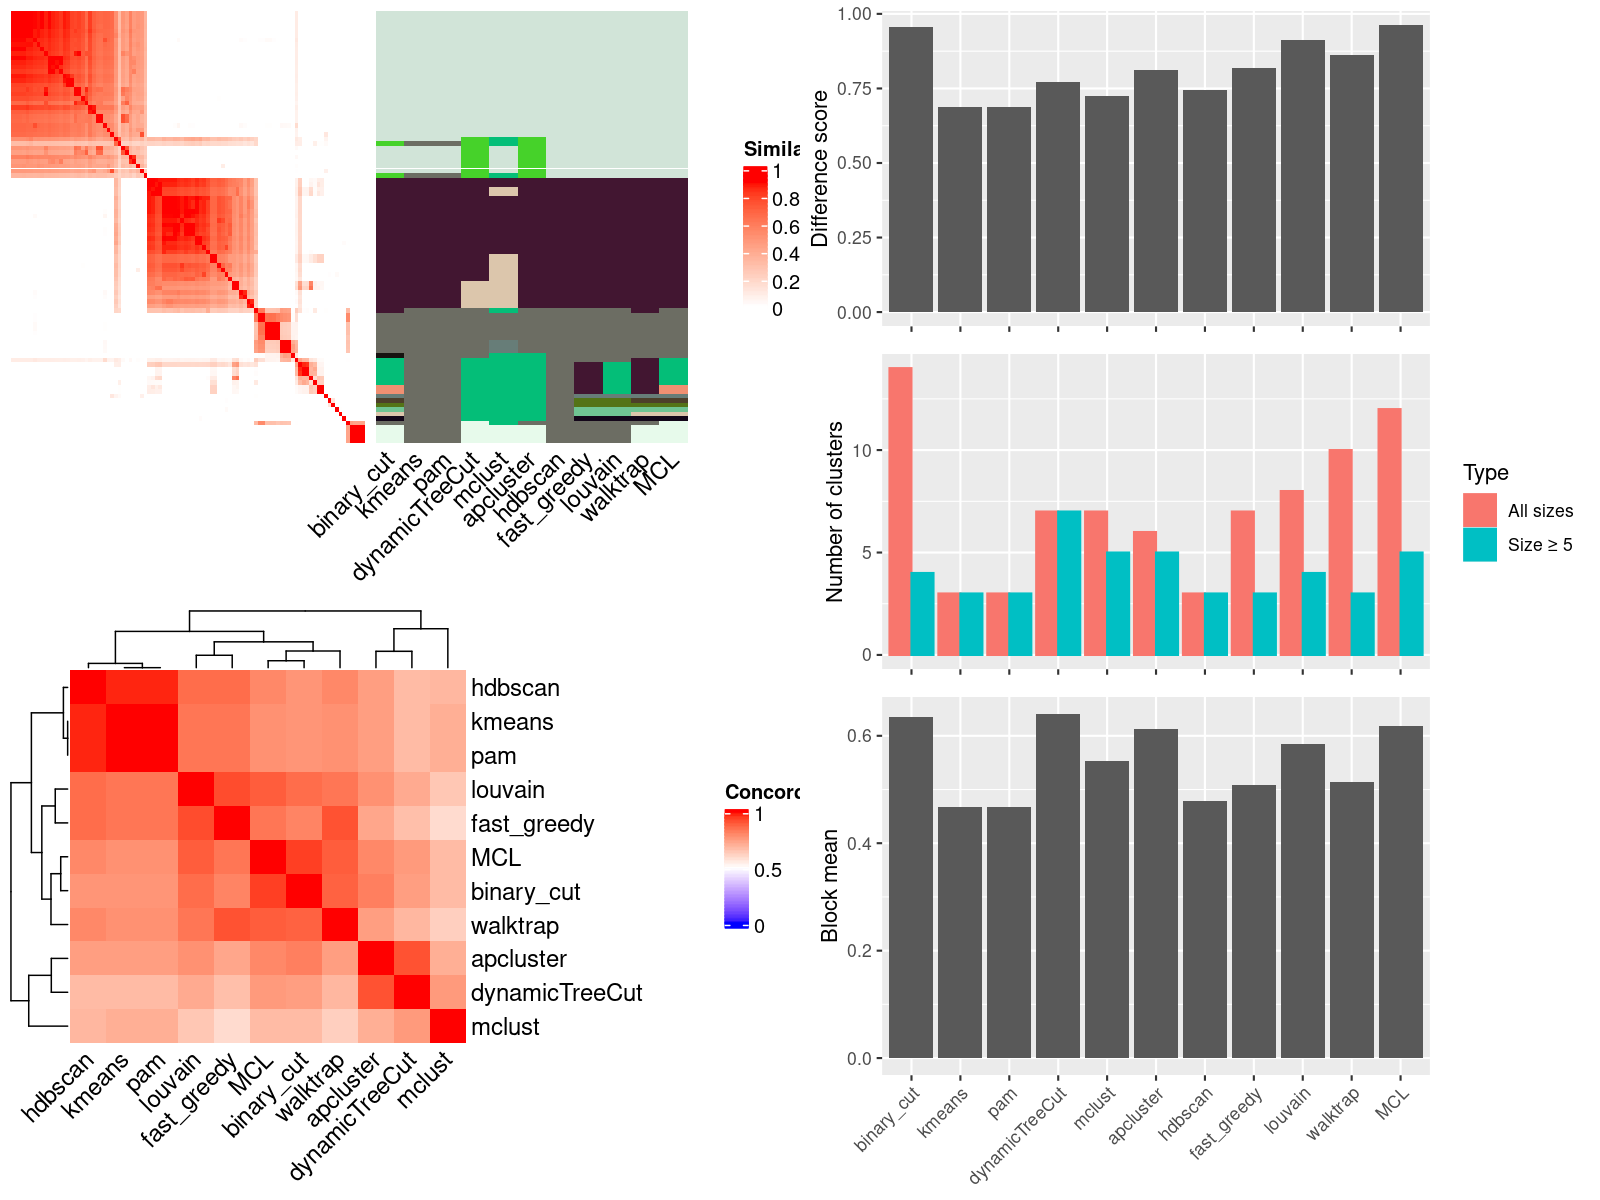 Simila
1
0.8
0.6
0.4
0.2
0
binary_cut
kmeans
pam
dynamicTreeCut
mclust
apcluster
hdbscan
fast_greedy
louvain
walktrap
MCL
hdbscan
kmeans
pam
louvain
fast_greedy
MCL
binary_cut
walktrap
apcluster
dynamicTreeCut
mclust
hdbscan
kmeans
pam
louvain
fast_greedy
MCL
binary_cut
walktrap
apcluster
dynamicTreeCut
mclust
Concord
1
0.5
0
Difference score
1.00
0.75
0.50
0.25
0.00
Number of clusters
10
5
0
Type
All sizes
Size ≥ 5
Block mean
0.6
0.4
0.2
0.0
binary_cut
kmeans
pam
dynamicTreeCut
mclust
apcluster
hdbscan
fast_greedy
louvain
walktrap
MCL